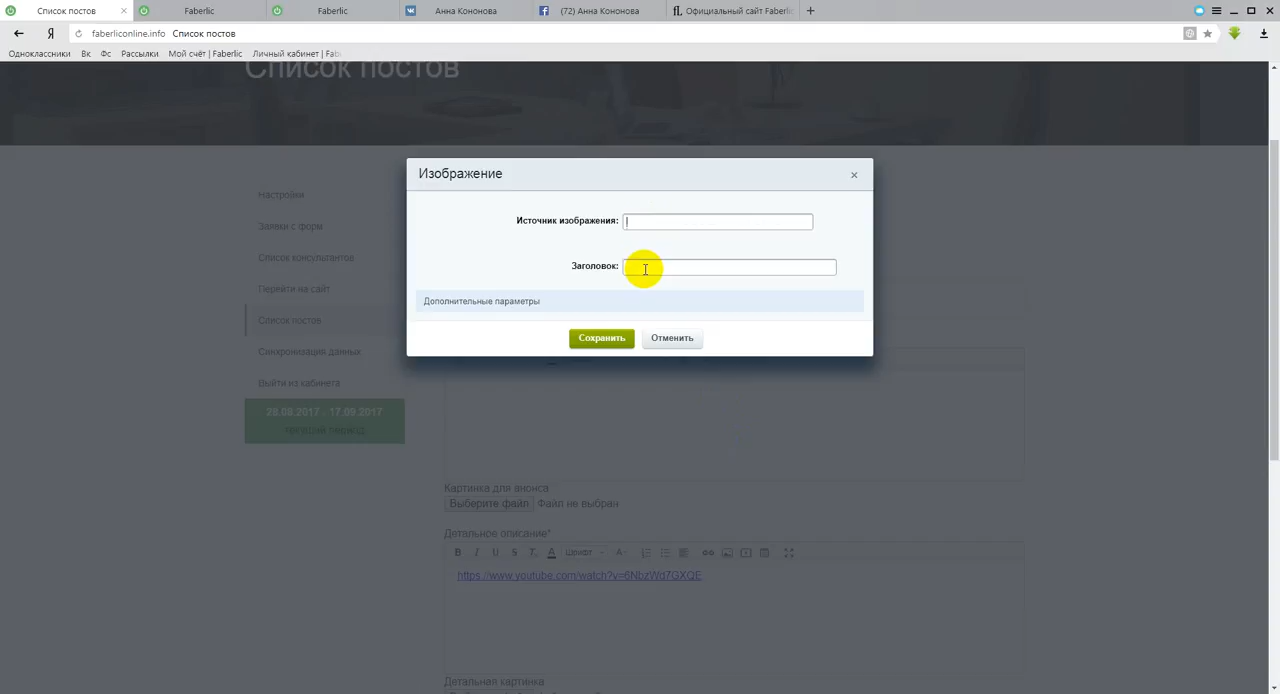 Список постов
Faberlic
Faberlic
Анна Кононова
(72) Анна Кононова
Официальный сайт Faberlic
faberliconline.info Список постов
Одноклассники Вк Фс Рассылки Мой счёт | Faberlic Личный кабинет | Fab
Список постов
Изображение
Источник изображения:
Заголовок:
Дополнительные параметры
Сохранить Отменить
Настройки
Заявки с форм
Список консультантов
Перейти на сайт
Список постов
Синхронизация данных
Выйти из кабинета
28.08.2017 - 17.09.2017
Картинка для анонса
Выберите файл Файл не выбран
Детальное описание*
B I U S Tx A Шрифт A
https://www.youtube.com/watch?v=6NbzWd7GXQE
Детальная картинка